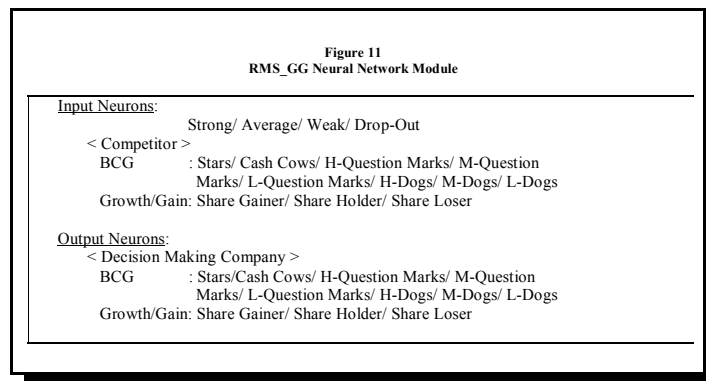 Figure 11
RMS_GG Neural Network Module
Input Neurons:
Strong/ Average/ Weak/ Drop-Out
< Competitor >
BCG : Stars/ Cash Cows/ H-Question Marks/ M-Question
Marks/ L-Question Marks/ H-Dogs/ M-Dogs/ L-Dogs
Growth/Gain: Share Gainer/ Share Holder/ Share Loser
Output Neurons:
< Decision Making Company >
BCG : Stars/Cash Cows/ H-Question Marks/ M-Question
Marks/ L-Question Marks/ H-Dogs/ M-Dogs/ L-Dogs
Growth/Gain: Share Gainer/ Share Holder/ Share Loser